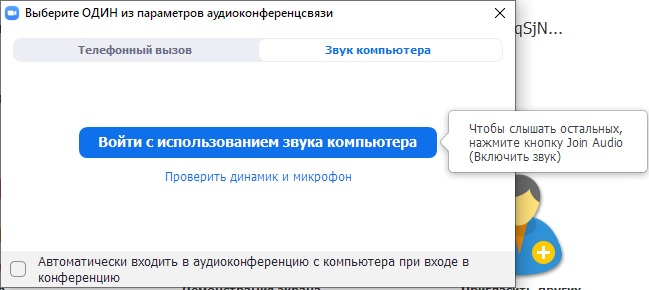 Выберите ОДИН из параметров аудиоконференцсвязи
qSjN...
Телефонный вызов
Звук компьютера
Войти с использованием звука компьютера
Чтобы слышать остальных,
нажмите кнопку Join Audio
(Включить звук)
Проверить динамик и микрофон
Автоматически входить в аудиоконференцию с компьютера при входе в
конференцию